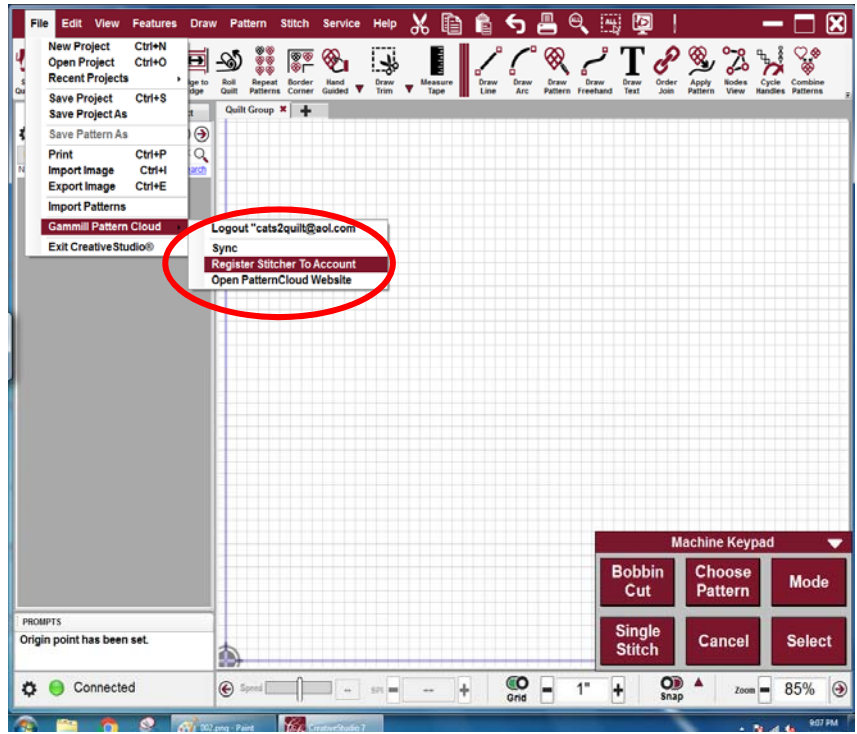 File Edit View Features Draw Pattern Stitch Service Help
New Project Ctrl+N
Open Project Ctrl+O
Recent Projects
Save Project Ctrl+S
Save Project As
Save Pattern As
Print Ctrl+P
Import Image Ctrl+I
Export Image Ctrl+E
Import Patterns
Gammill Pattern Cloud
Exit CreativeStudio®
Logout "cats2quilt@aol.com
Sync
Register Stitcher To Account
Open PatternCloud Website
Roll Quilt
Repeat Patterns
Border Corner
Hand Guided
Draw Trim
Measure Tape
Draw Line
Draw Arc
Draw Pattern
Draw Freehand
Draw Text
Order Join
Apply Pattern
Nodes View
Cycle Handles
Combine Patterns
Quilt Group
Machine Keypad
Bobbin Cut
Choose Pattern
Mode
Single Stitch
Cancel
Select
PROMPTS
Origin point has been set.
Connected
Speed -- SPI -- Grid 1" Snap Zoom 85%
002.png - Paint CreativeStudio 7 9:07 PM